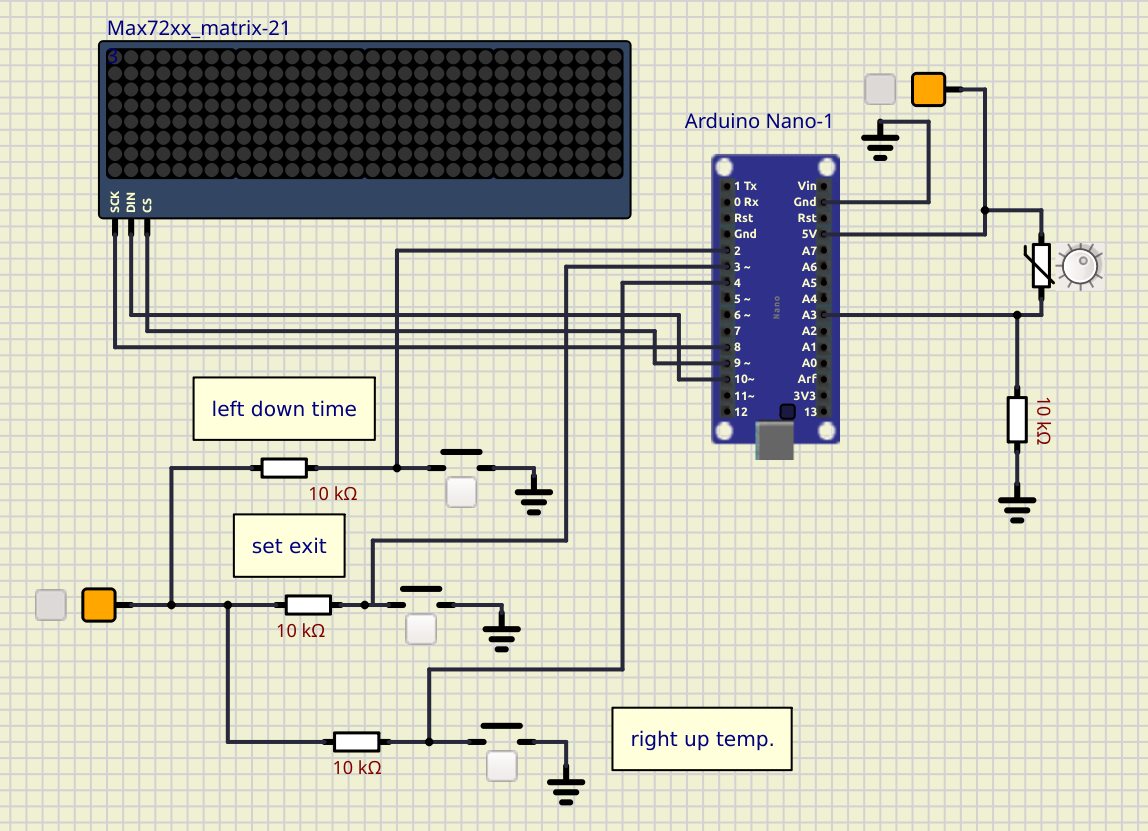 Max72xx_matrix-21
3
SCK
DIN
CS
Arduino Nano-1
1 Tx
0 Rx
Rst
Gnd
2
3 ~
4
5 ~
6 ~
7
8
9 ~
10~
11~
12
Nano
Vin
Gnd
Rst
5V
A7
A6
A5
A4
A3
A2
A1
A0
Arf
3V3
13
10 kΩ
left down time
10 kΩ
set exit
10 kΩ
right up temp.
10 kΩ